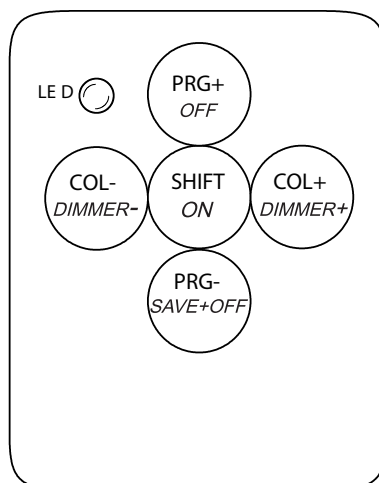 LE D
PRG+
OFF
COL-
DIMMER-
SHIFT
ON
COL+
DIMMER+
PRG-
SAVE+OFF